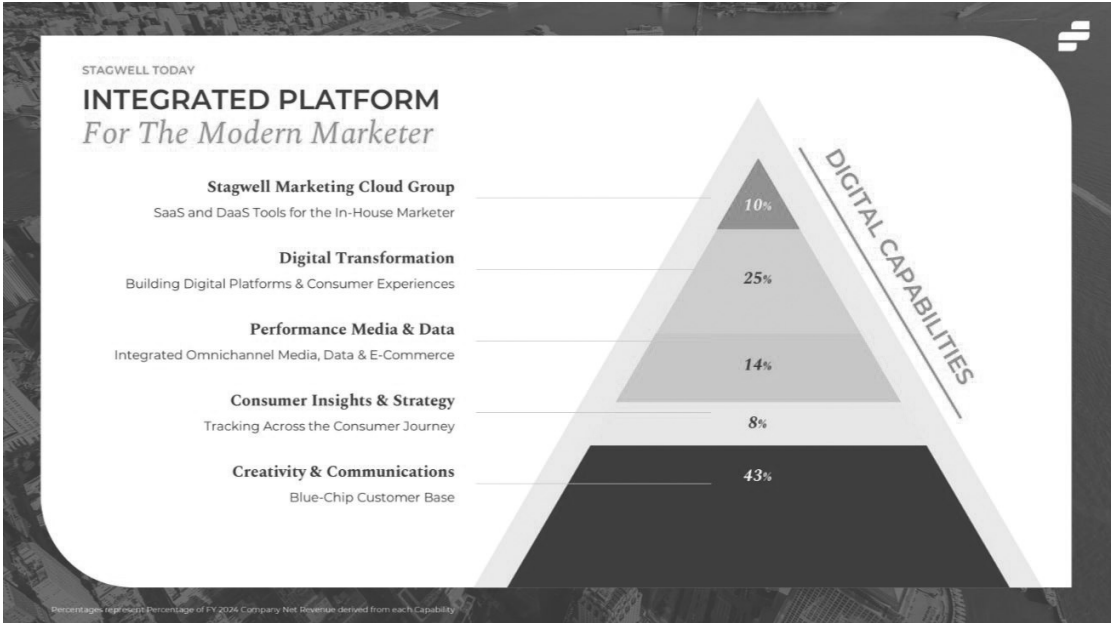 STAGWELL TODAY
INTEGRATED PLATFORM
For The Modern Marketer
Stagwell Marketing Cloud Group
SaaS and DaaS Tools for the In-House Marketer
10%
Digital Transformation
Building Digital Platforms & Consumer Experiences
25%
Performance Media & Data
Integrated Omnichannel Media, Data & E-Commerce
14%
Consumer Insights & Strategy
Tracking Across the Consumer Journey
8%
Creativity & Communications
Blue-Chip Customer Base
43%
DIGITAL CAPABILITIES
Percentages represent Percentage of FY 2024 Company Net Revenue derived from each Capability